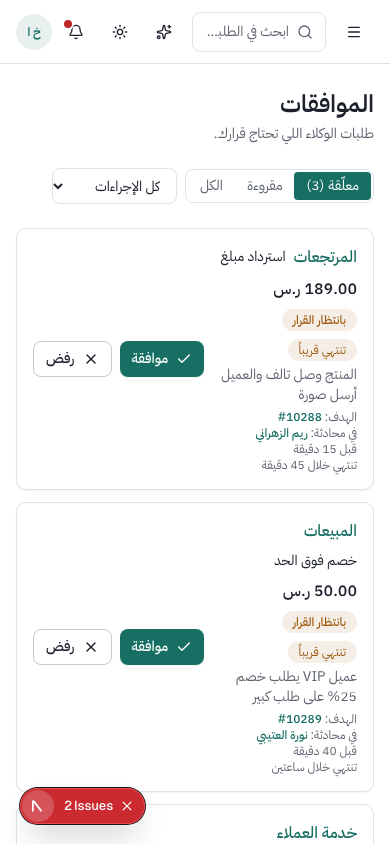 ابحث في الطلبـ...
خ ا
الموافقات
طلبات الوكلاء اللي تحتاج قرارك.
معلّقة (3)
مقروءة
الكل
كل الإجراءات
المرتجعات
استرداد مبلغ
189.00 ر.س
بانتظار القرار
تنتهي قريباً
المنتج وصل تالف والعميل
أرسل صورة
الهدف: #10288
في محادثة: ريم الزهراني
قبل 15 دقيقة
تنتهي خلال 45 دقيقة
موافقة
رفض
المبيعات
خصم فوق الحد
50.00 ر.س
بانتظار القرار
تنتهي قريباً
عميل VIP يطلب خصم
25% على طلب كبير
الهدف: #10289
في محادثة: نورة العتيبي
قبل 40 دقيقة
تنتهي خلال ساعتين
موافقة
رفض
خدمة العملاء
2 Issues